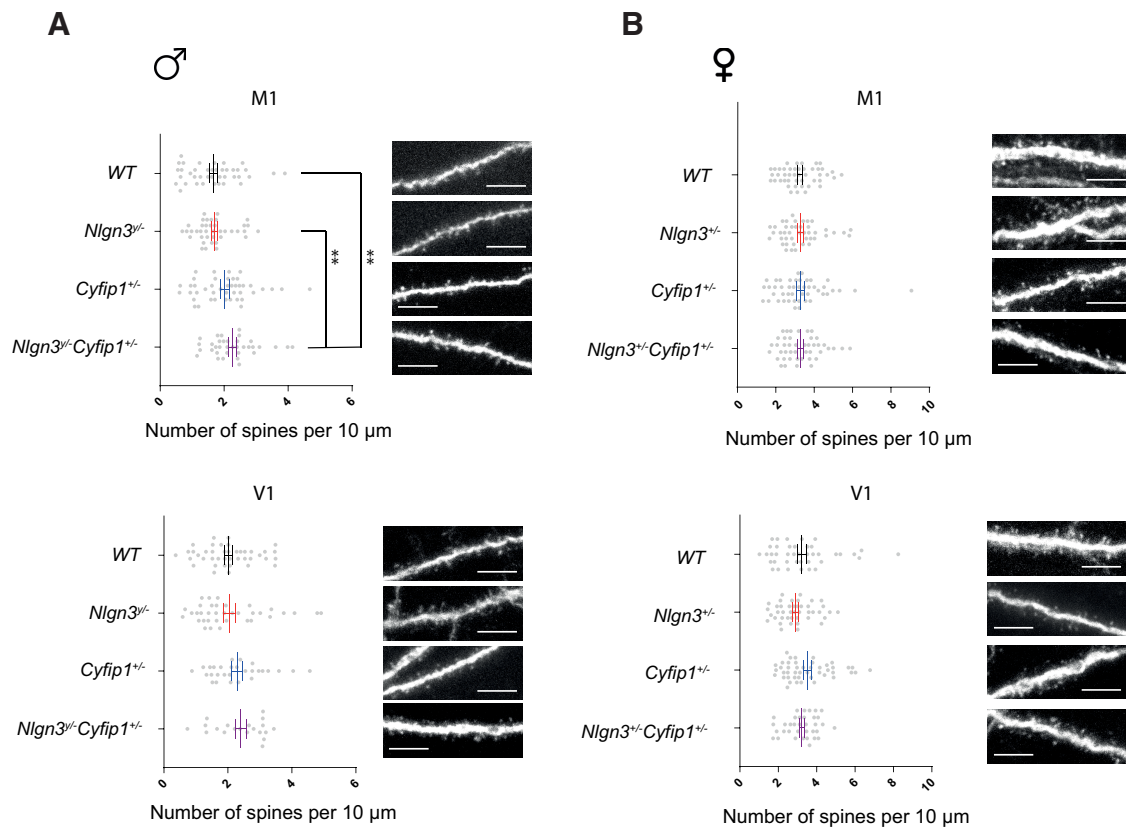 A
♂
M1
WT
Nlgn3y/-
Cyfip1+/-
Nlgn3y/-Cyfip1+/-
**
**
0 2 4 6
Number of spines per 10 µm
V1
WT
Nlgn3y/-
Cyfip1+/-
Nlgn3y/-Cyfip1+/-
0 2 4 6
Number of spines per 10 µm
B
♀
M1
WT
Nlgn3+/-
Cyfip1+/-
Nlgn3+/-Cyfip1+/-
0 2 4 6 8 10
Number of spines per 10 µm
V1
WT
Nlgn3+/-
Cyfip1+/-
Nlgn3+/-Cyfip1+/-
0 2 4 6 8 10
Number of spines per 10 µm